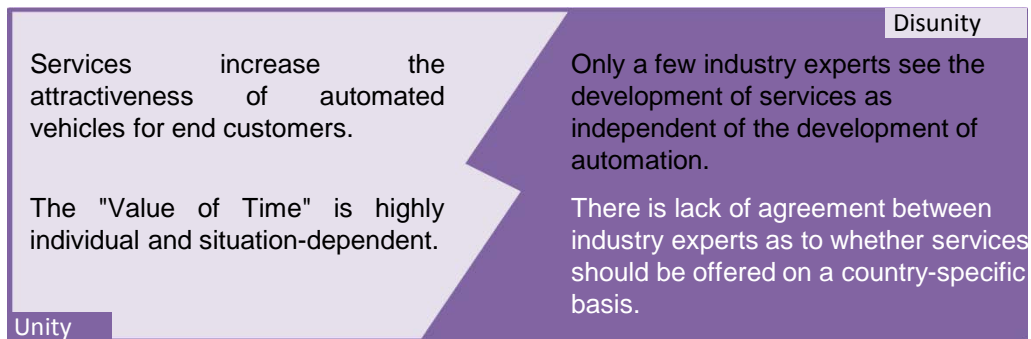 Disunity
Services increase the
attractiveness of automated
vehicles for end customers.
The "Value of Time" is highly
individual and situation-dependent.
Unity
Only a few industry experts see the
development of services as
independent of the development of
automation.
There is lack of agreement between
industry experts as to whether services
should be offered on a country-specific
basis.